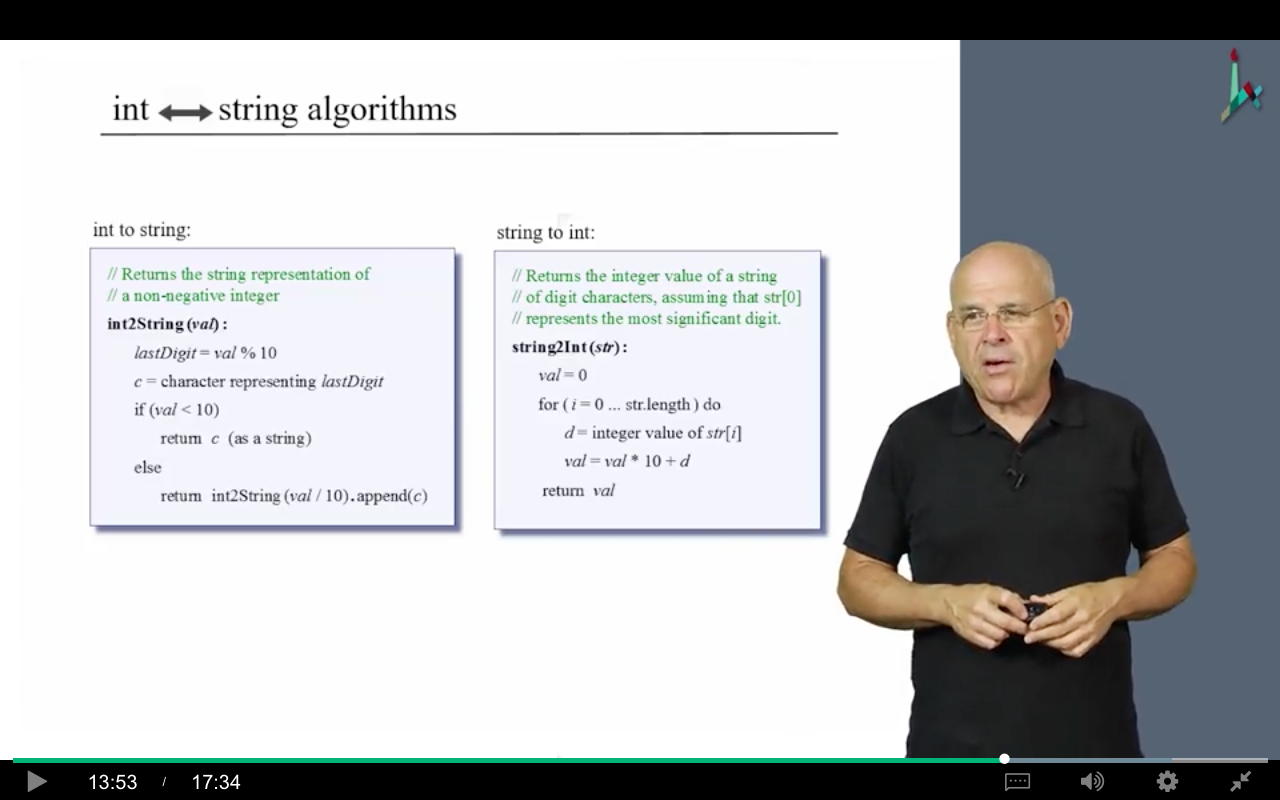 int ⟷ string algorithms
int to string:
// Returns the string representation of
// a non-negative integer
int2String(val):
lastDigit = val % 10
c = character representing lastDigit
if (val < 10)
return c (as a string)
else
return int2String(val / 10).append(c)
string to int:
// Returns the integer value of a string
// of digit characters, assuming that str[0]
// represents the most significant digit.
string2Int(str):
val = 0
for ( i = 0 ... str.length ) do
d = integer value of str[i]
val = val * 10 + d
return val
13:53 / 17:34